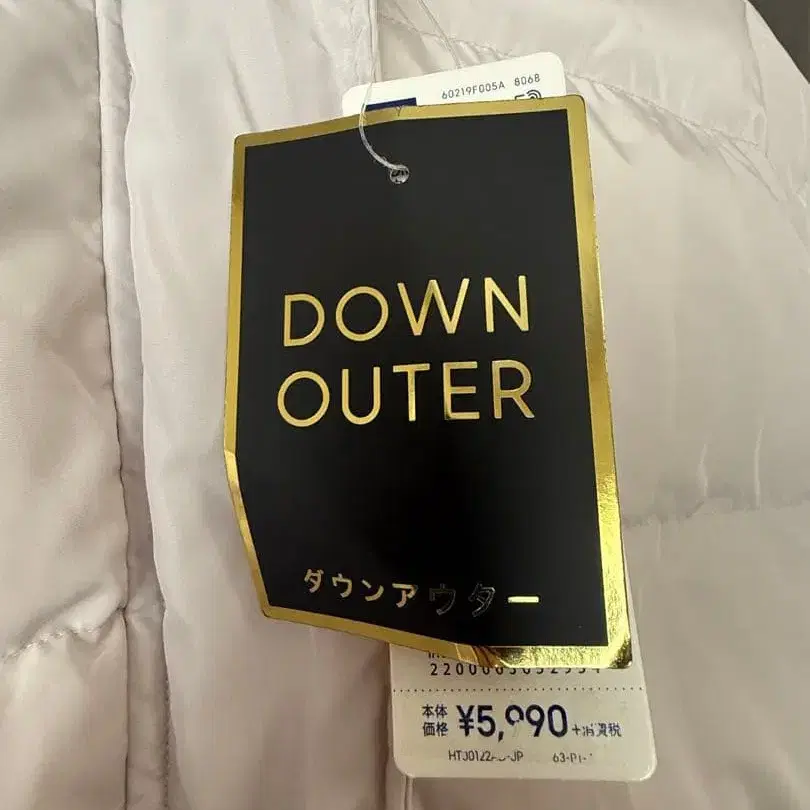 60219F005A 8068
DOWN
OUTER
ダウンアウター
本体
価格 ¥5,990+消費税